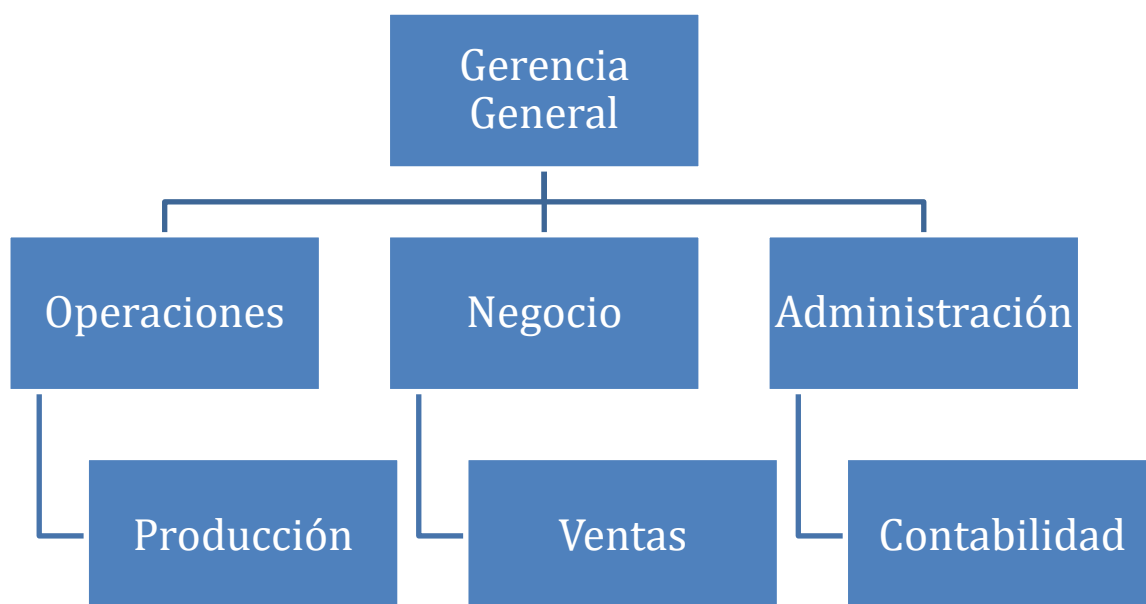 Gerencia
General
Operaciones
Negocio
Administración
Producción
Ventas
Contabilidad